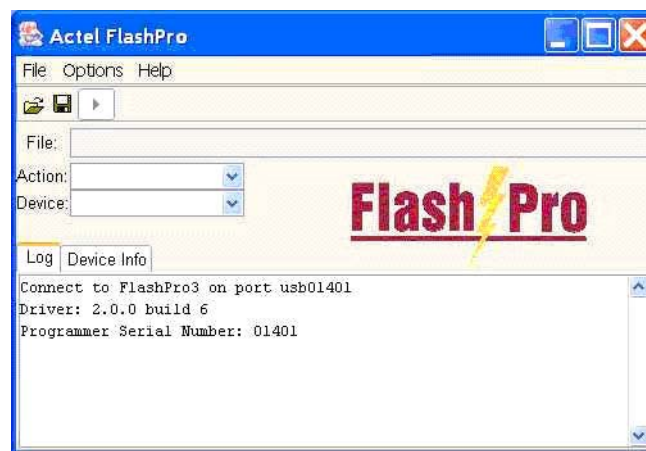 Actel FlashPro
File Options Help
File:
Action:
Device:
Flash Pro
Log Device Info
Connect to FlashPro3 on port usb01401
Driver: 2.0.0 build 6
Programmer Serial Number: 01401